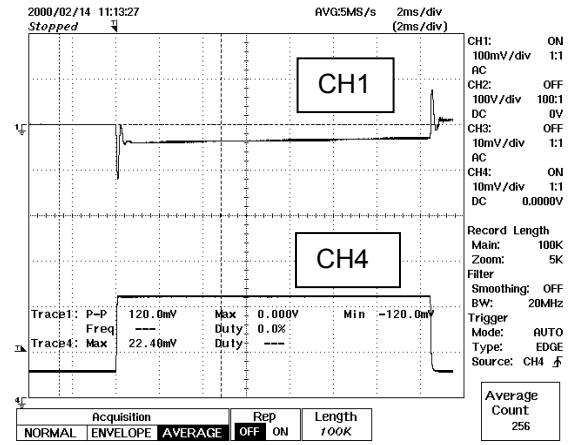 2000/02/14 11:13:27 AVG:5MS/s 2ms/div
Stopped (2ms/div)
CH1: ON
100mV/div 1:1
AC
CH2: OFF
100V/div 100:1
DC 0V
CH3: OFF
10mV/div 1:1
AC
CH4: ON
10mV/div 1:1
DC 0.0000V
Record Length
Main: 100K
Zoom: 5K
Filter
Smoothing: OFF
BW: 20MHz
Trigger
Mode: AUTO
Type: EDGE
Source: CH4
CH1
CH4
Trace1: P-P 120.0mV Max 0.000V Min -120.0mV
Freq --- Duty 0.0%
Trace4: Max 22.40mV Duty ---
Acquisition Rep Length
NORMAL ENVELOPE AVERAGE OFF ON 100K
Average
Count
256